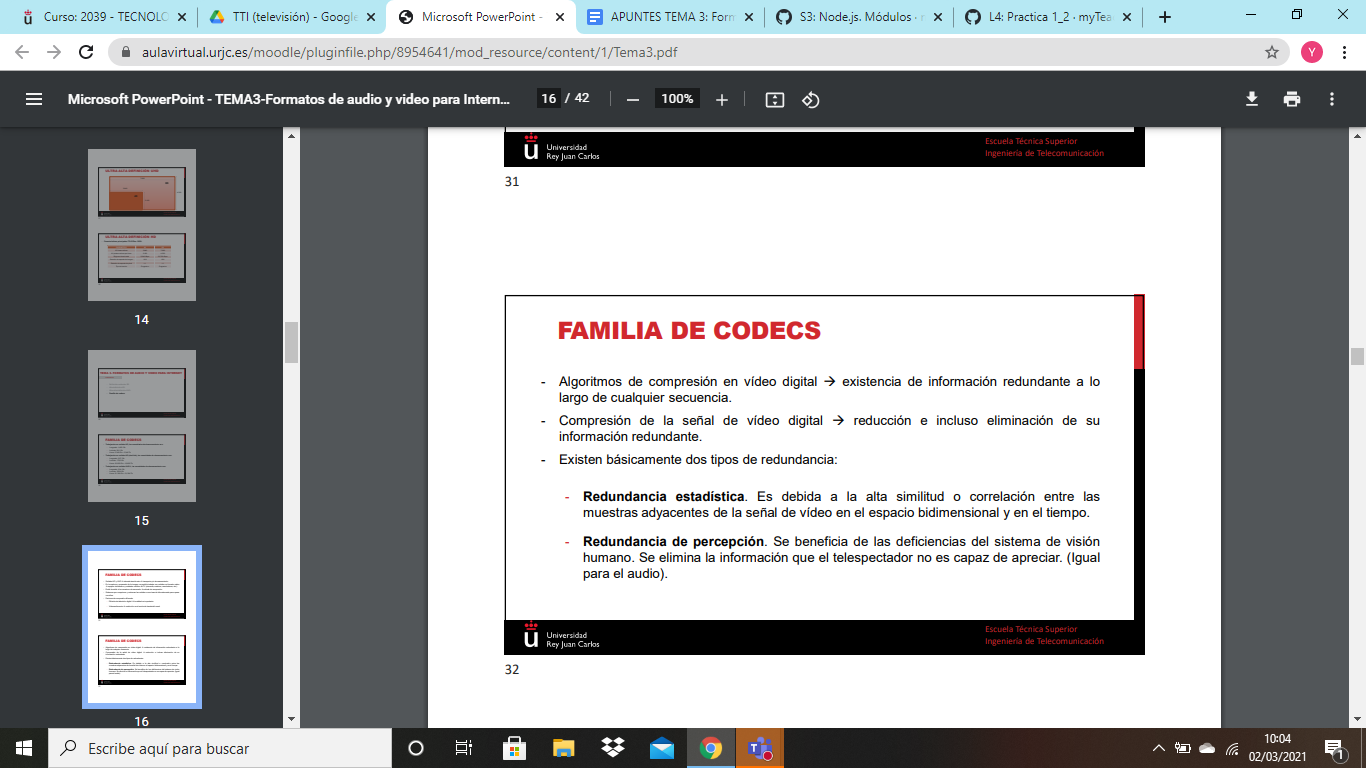 Curso: 2039 - TECNOLO
TTI (televisión) - Google
Microsoft PowerPoint -
APUNTES TEMA 3: Form
S3: Node.js. Módulos ·
L4: Practica 1_2 · myTea
aulavirtual.urjc.es/moodle/pluginfile.php/8954641/mod_resource/content/1/Tema3.pdf
Y
Microsoft PowerPoint - TEMA3-Formatos de audio y video para Intern...
16 / 42
100%
14
15
FAMILIA DE CODECS
FAMILIA DE CODECS
16
Universidad
Rey Juan Carlos
Escuela Técnica Superior
Ingeniería de Telecomunicación
31
FAMILIA DE CODECS
- Algoritmos de compresión en vídeo digital → existencia de información redundante a lo
largo de cualquier secuencia.
- Compresión de la señal de vídeo digital → reducción e incluso eliminación de su
información redundante.
- Existen básicamente dos tipos de redundancia:
- Redundancia estadística. Es debida a la alta similitud o correlación entre las
muestras adyacentes de la señal de vídeo en el espacio bidimensional y en el tiempo.
- Redundancia de percepción. Se beneficia de las deficiencias del sistema de visión
humano. Se elimina la información que el telespectador no es capaz de apreciar. (Igual
para el audio).
Universidad
Rey Juan Carlos
Escuela Técnica Superior
Ingeniería de Telecomunicación
32
Escribe aquí para buscar
10:04
02/03/2021
1